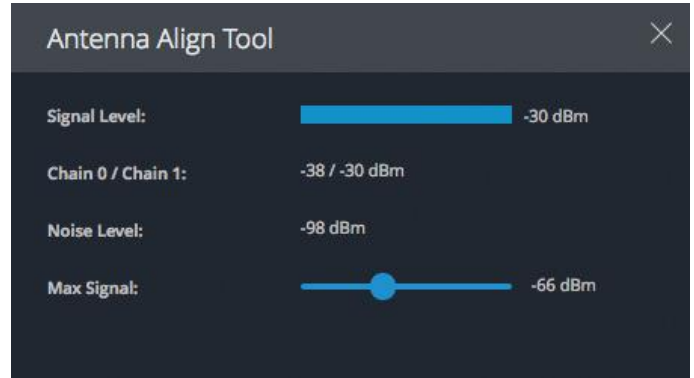 Antenna Align Tool
Signal Level: -30 dBm
Chain 0 / Chain 1: -38 / -30 dBm
Noise Level: -98 dBm
Max Signal: -66 dBm